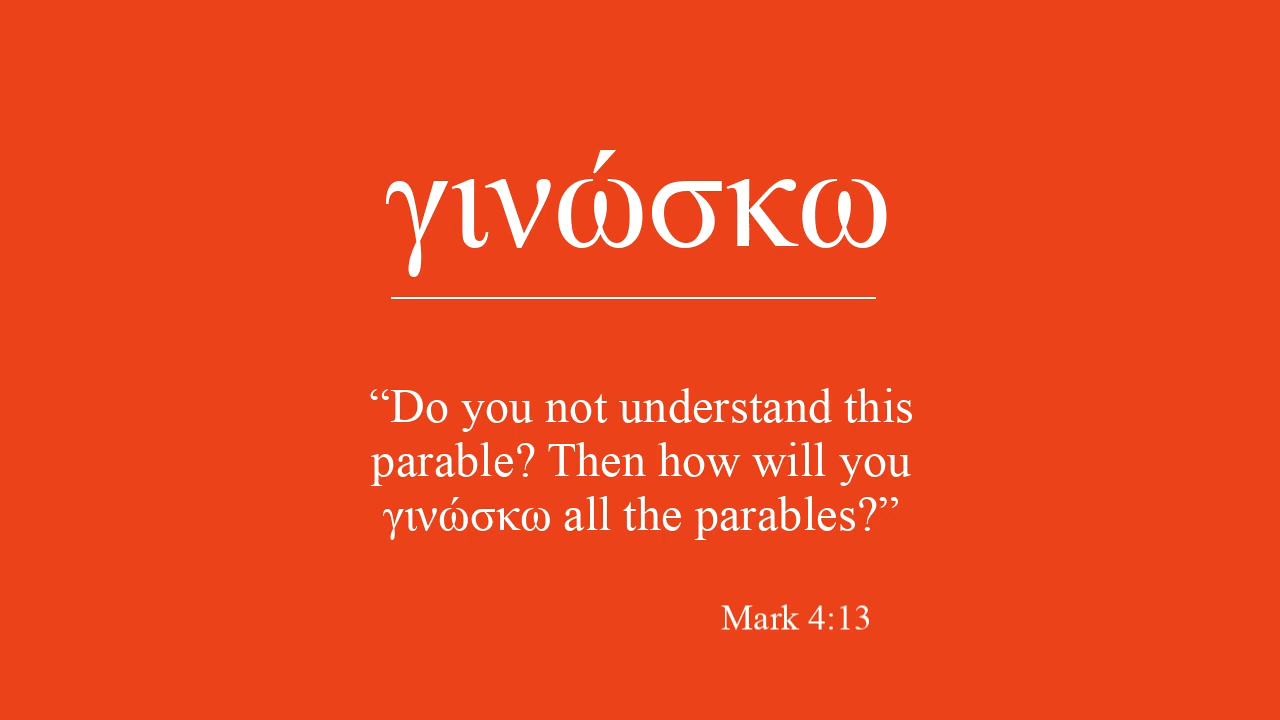 γινώσκω
“Do you not understand this
parable? Then how will you
γινώσκω all the parables?”
Mark 4:13